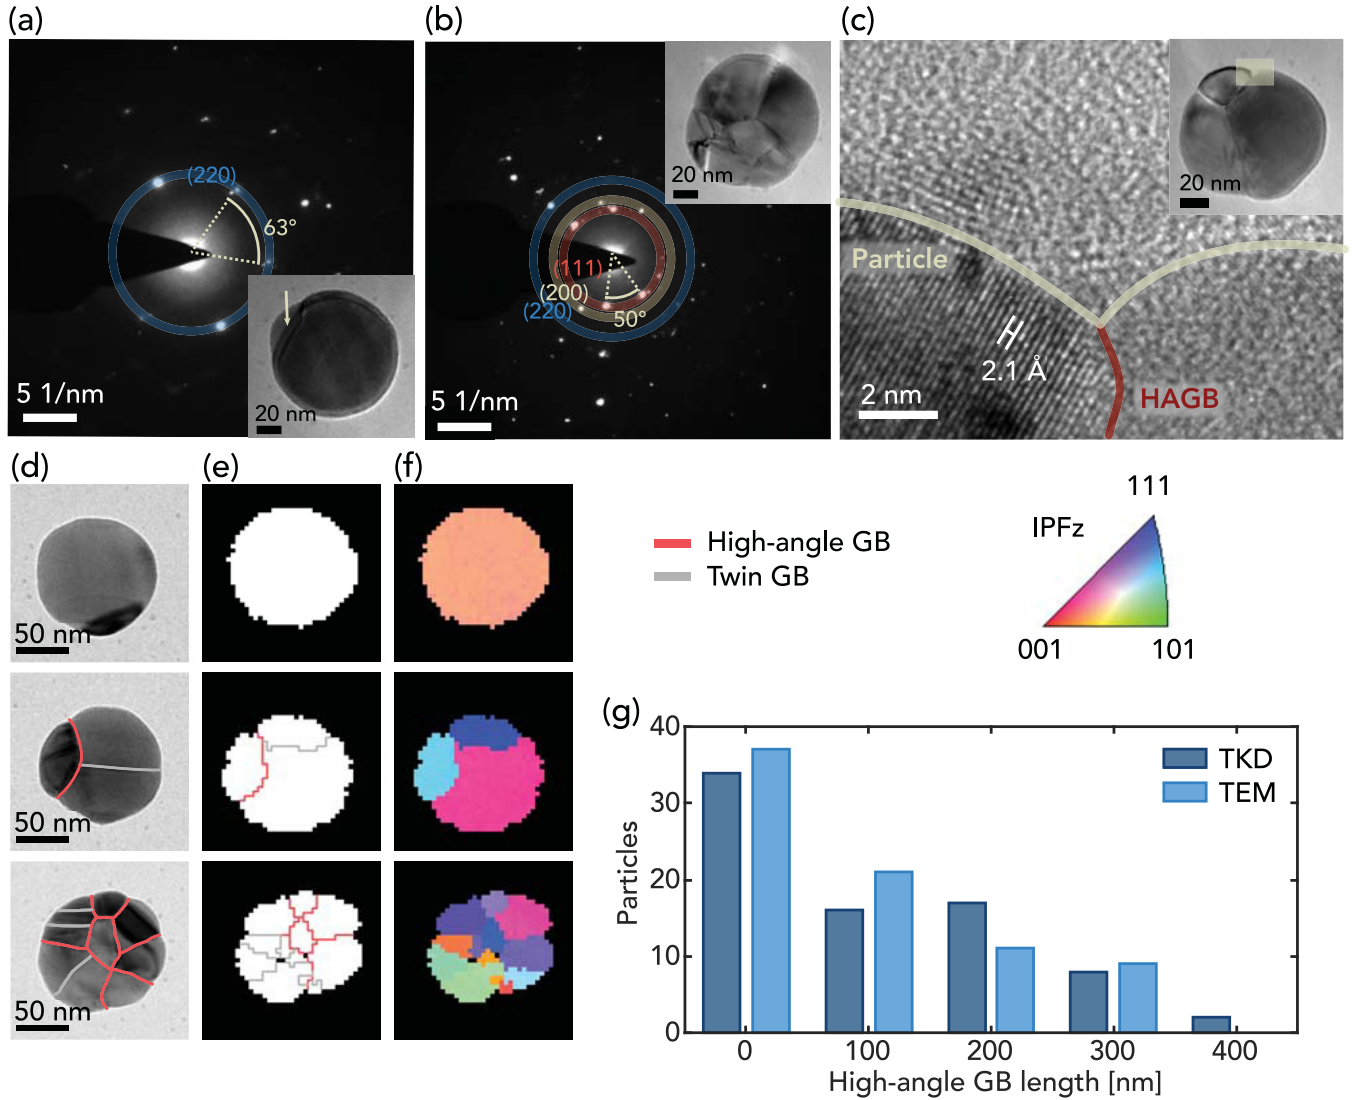 (a)
(220)
63°
5 1/nm
20 nm
(b)
20 nm
(111)
(200)
(220)
50°
5 1/nm
(c)
20 nm
Particle
2.1 Å
2 nm
HAGB
(d)
(e)
(f)
50 nm
50 nm
50 nm
High-angle GB
Twin GB
111
IPFz
001
101
(g)
40
30
20
10
0
Particles
TKD
TEM
0
100
200
300
400
High-angle GB length [nm]